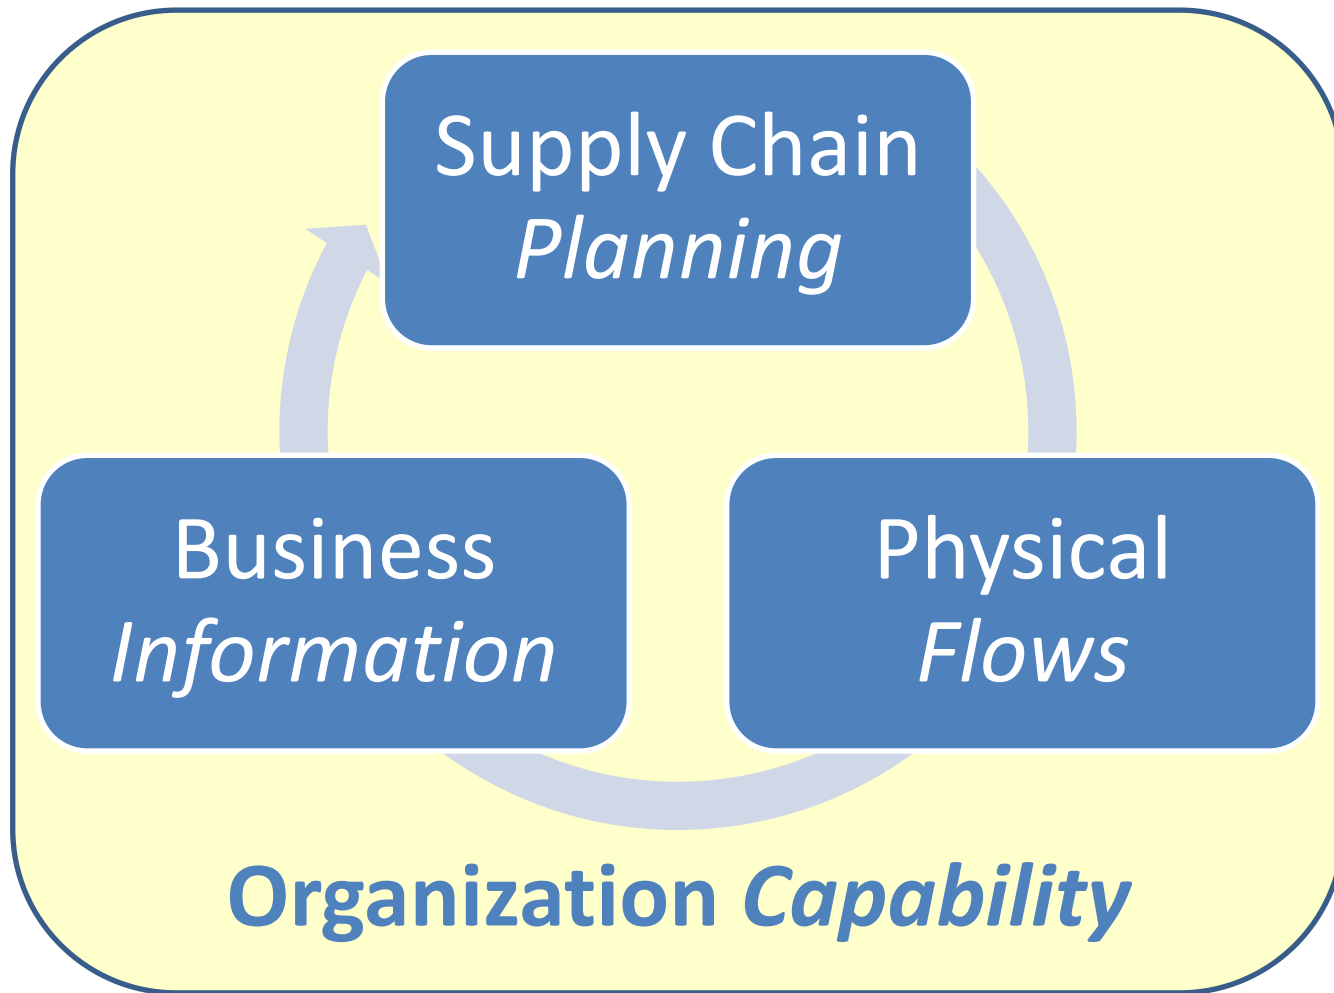 Supply Chain
Planning
Business
Information
Physical
Flows
Organization Capability